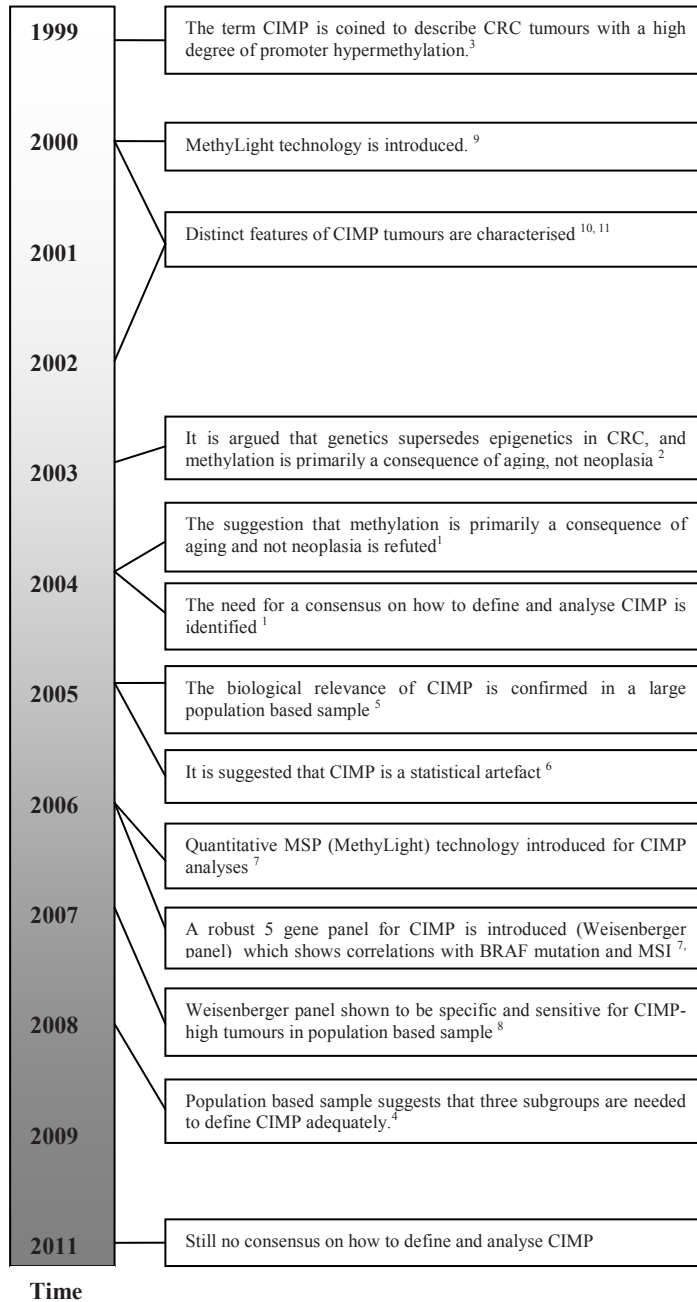 1999
The term CIMP is coined to describe CRC tumours with a high
degree of promoter hypermethylation.3
2000
MethyLight technology is introduced. 9
Distinct features of CIMP tumours are characterised 10, 11
2001
2002
It is argued that genetics supersedes epigenetics in CRC, and
methylation is primarily a consequence of aging, not neoplasia 2
2003
The suggestion that methylation is primarily a consequence of
aging and not neoplasia is refuted1
2004
The need for a consensus on how to define and analyse CIMP is
identified 1
2005
The biological relevance of CIMP is confirmed in a large
population based sample 5
It is suggested that CIMP is a statistical artefact 6
2006
Quantitative MSP (MethyLight) technology introduced for CIMP
analyses 7
2007
A robust 5 gene panel for CIMP is introduced (Weisenberger
panel) which shows correlations with BRAF mutation and MSI 7,
2008
Weisenberger panel shown to be specific and sensitive for CIMP-
high tumours in population based sample 8
Population based sample suggests that three subgroups are needed
to define CIMP adequately.4
2009
2011
Still no consensus on how to define and analyse CIMP
Time